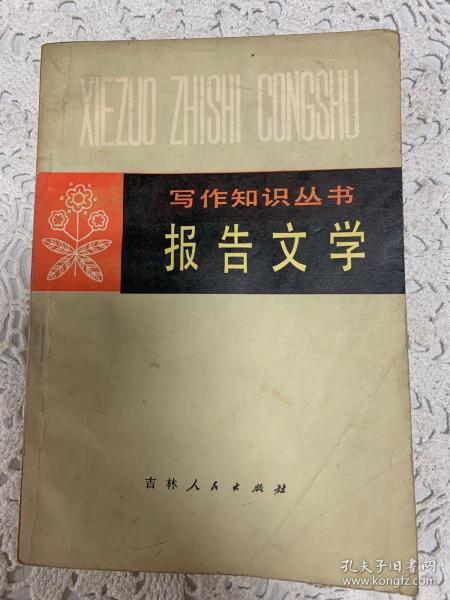 XIEZUO ZHISHI CONGSHU
写作知识丛书
报告文学
吉林人民出版社
孔夫子旧书网
www.kongfz.com